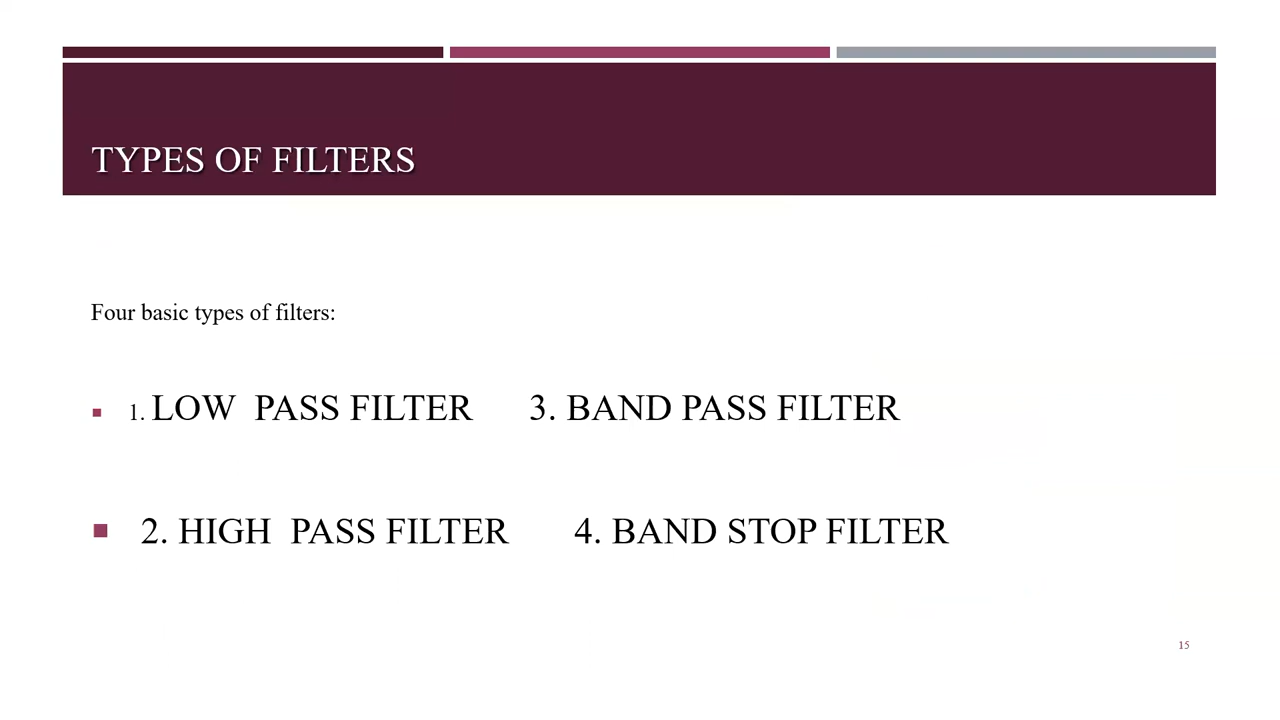 TYPES OF FILTERS
Four basic types of filters:
1. LOW PASS FILTER 3. BAND PASS FILTER
2. HIGH PASS FILTER 4. BAND STOP FILTER
15